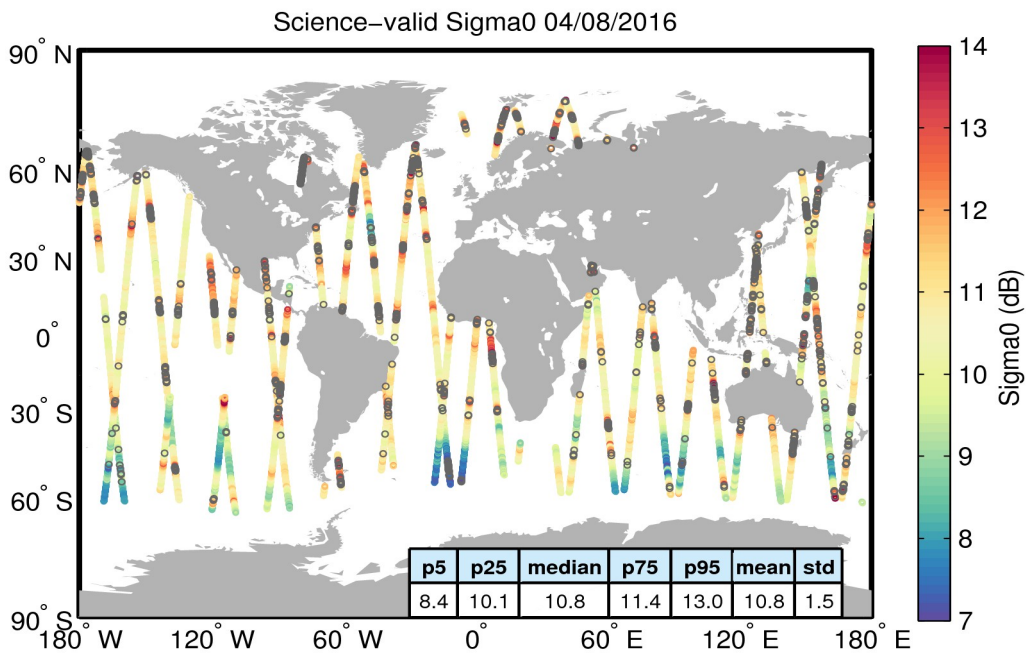 Science−valid Sigma0 04/08/2016
90° N
60° N
30° N
0°
30° S
60° S
90° S
180° W
120° W
60° W
0°
60° E
120° E
180° E
p5 p25 median p75 p95 mean std
8.4 10.1 10.8 11.4 13.0 10.8 1.5
14
13
12
11
10
9
8
7
Sigma0 (dB)